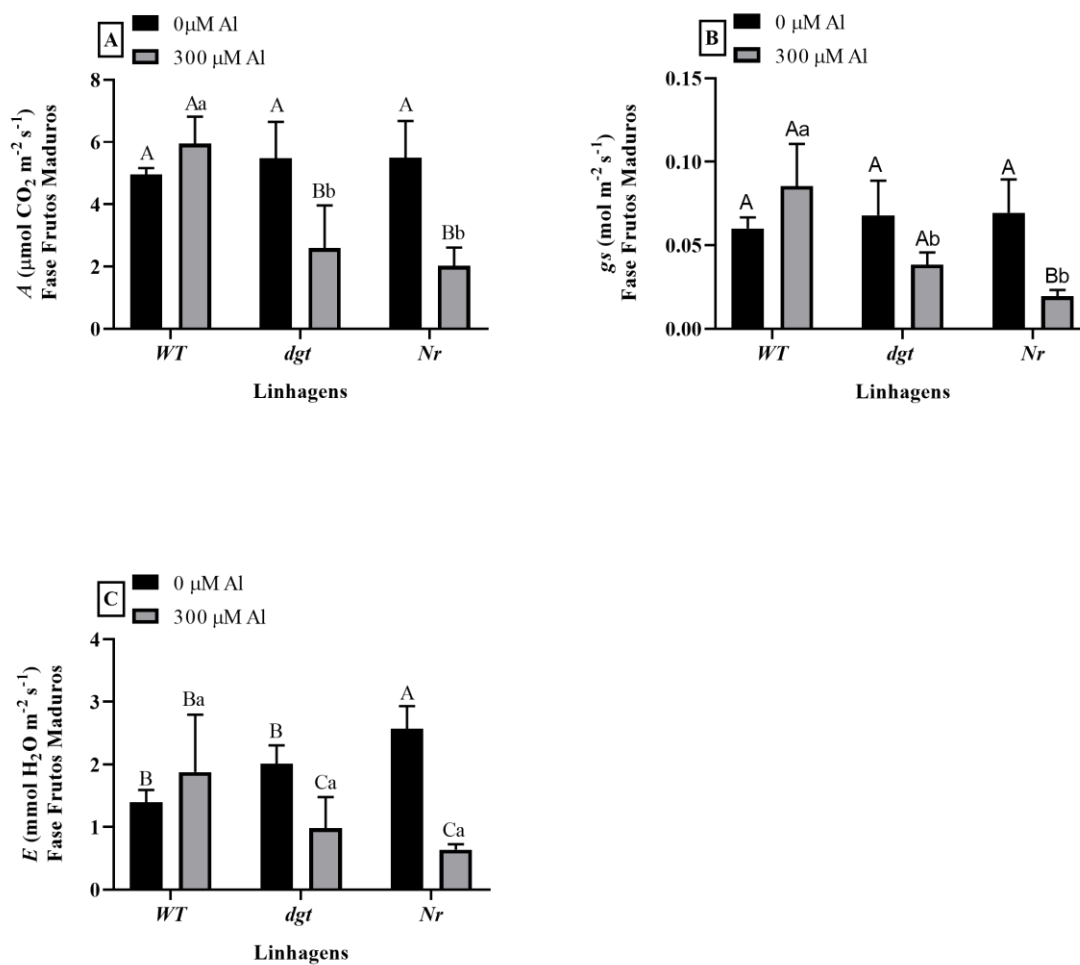 A
0μM Al
300 μM Al
A (μmol CO₂ m⁻² s⁻¹)
Fase Frutos Maduros
8
6
4
2
0
A
Aa
A
Bb
A
Bb
WT
dgt
Nr
Linhagens
B
0 μM Al
300 μM Al
gs (mol m⁻² s⁻¹)
Fase Frutos Maduros
0.15
0.10
0.05
0.00
A
Aa
A
Ab
A
Bb
WT
dgt
Nr
Linhagens
C
0 μM Al
300 μM Al
E (mmol H₂O m⁻² s⁻¹)
Fase Frutos Maduros
4
3
2
1
0
B
Ba
B
Ca
A
Ca
WT
dgt
Nr
Linhagens